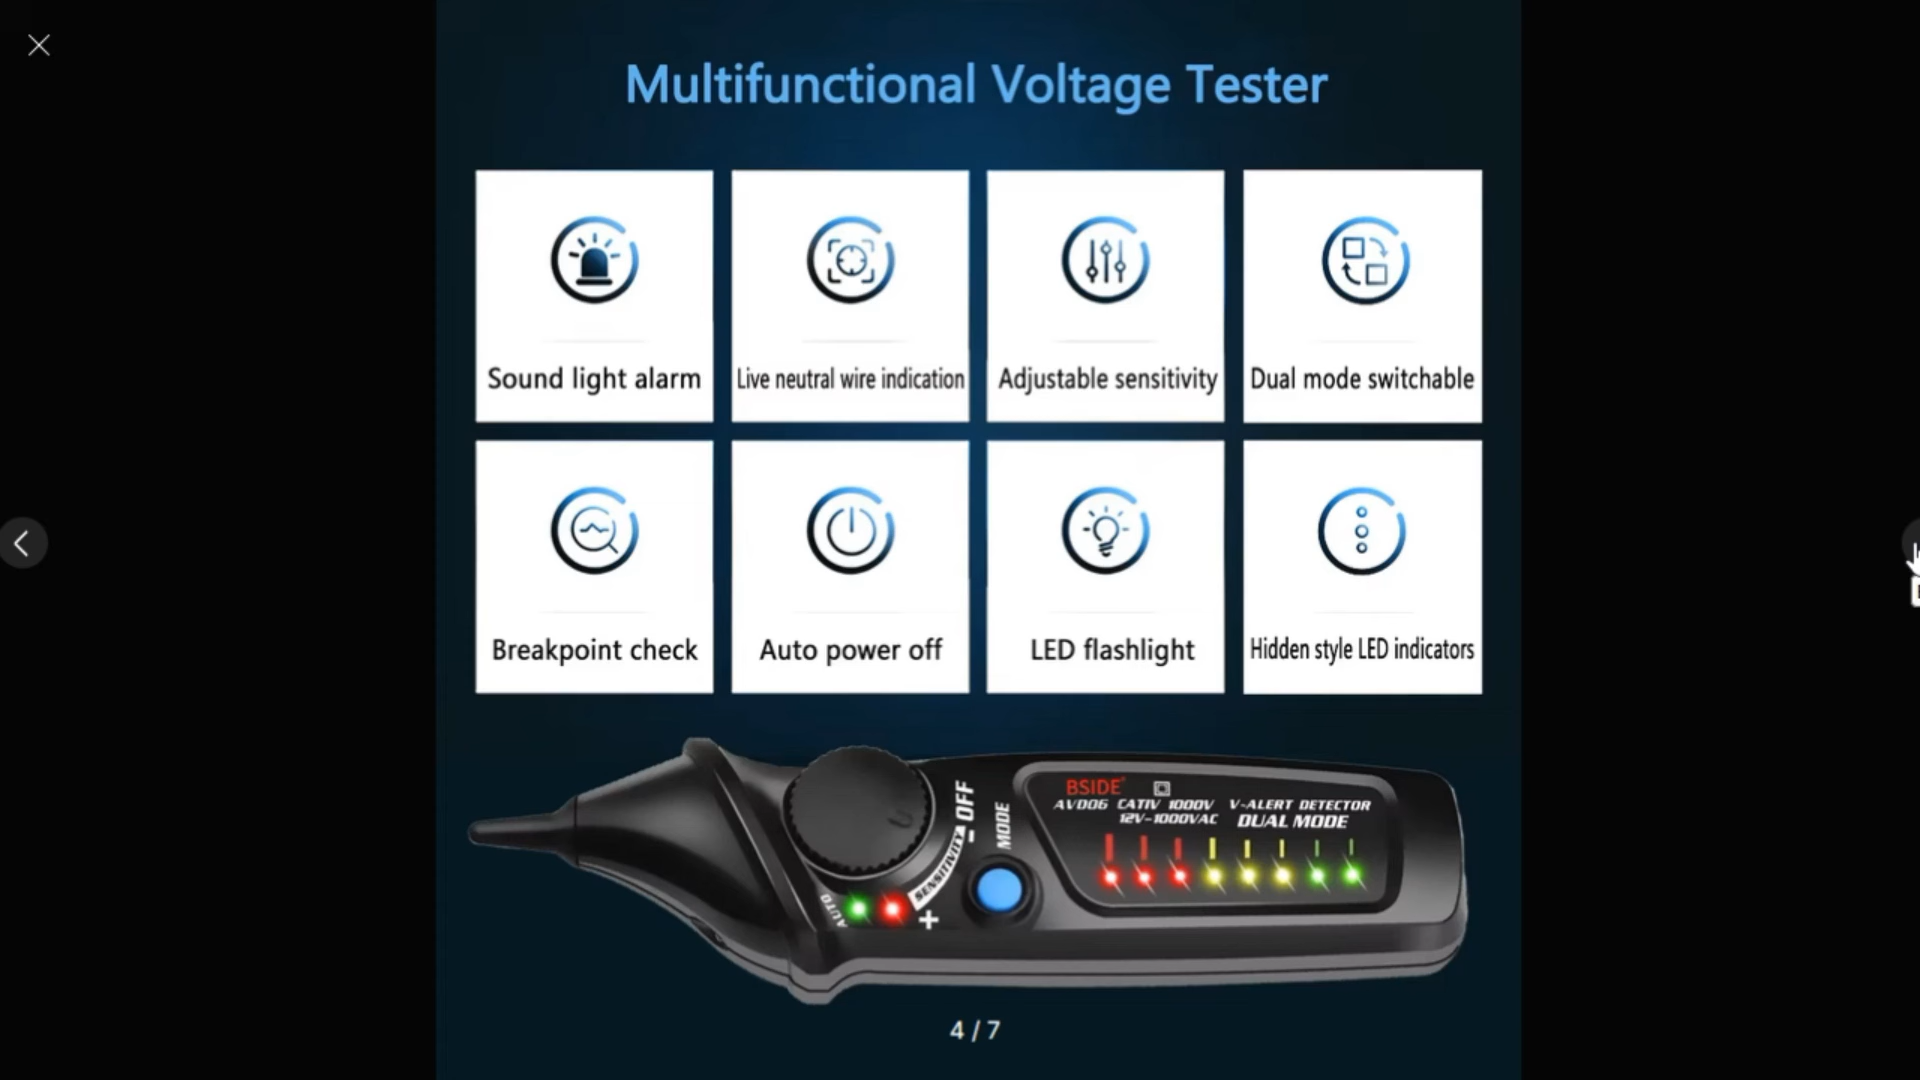 Multifunctional Voltage Tester
Sound light alarm
Live neutral wire indication
Adjustable sensitivity
Dual mode switchable
Breakpoint check
Auto power off
LED flashlight
Hidden style LED indicators
OFF
MODE
SENSITIVITY
AUTO
+
-
BSIDE
AVD06 CATIV 1000V V-ALERT DETECTOR
12V-1000VAC DUAL MODE
4 / 7